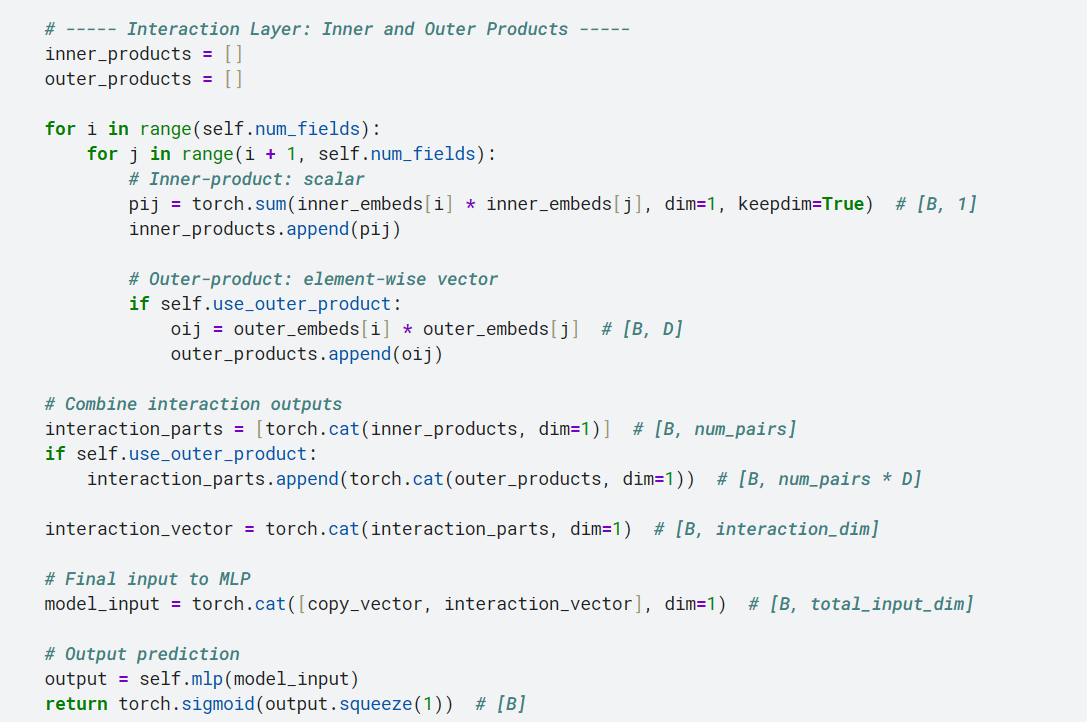 # ----- Interaction Layer: Inner and Outer Products -----
inner_products = []
outer_products = []

for i in range(self.num_fields):
    for j in range(i + 1, self.num_fields):
        # Inner-product: scalar
        pij = torch.sum(inner_embeds[i] * inner_embeds[j], dim=1, keepdim=True)  # [B, 1]
        inner_products.append(pij)

        # Outer-product: element-wise vector
        if self.use_outer_product:
            oij = outer_embeds[i] * outer_embeds[j]  # [B, D]
            outer_products.append(oij)

# Combine interaction outputs
interaction_parts = [torch.cat(inner_products, dim=1)]  # [B, num_pairs]
if self.use_outer_product:
    interaction_parts.append(torch.cat(outer_products, dim=1))  # [B, num_pairs * D]

interaction_vector = torch.cat(interaction_parts, dim=1)  # [B, interaction_dim]

# Final input to MLP
model_input = torch.cat([copy_vector, interaction_vector], dim=1)  # [B, total_input_dim]

# Output prediction
output = self.mlp(model_input)
return torch.sigmoid(output.squeeze(1))  # [B]